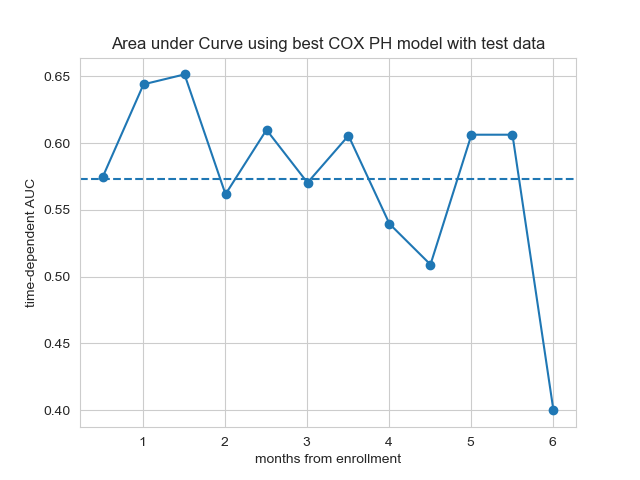 Area under Curve using best COX PH model with test data
time-dependent AUC
0.65
0.60
0.55
0.50
0.45
0.40
1 2 3 4 5 6
months from enrollment